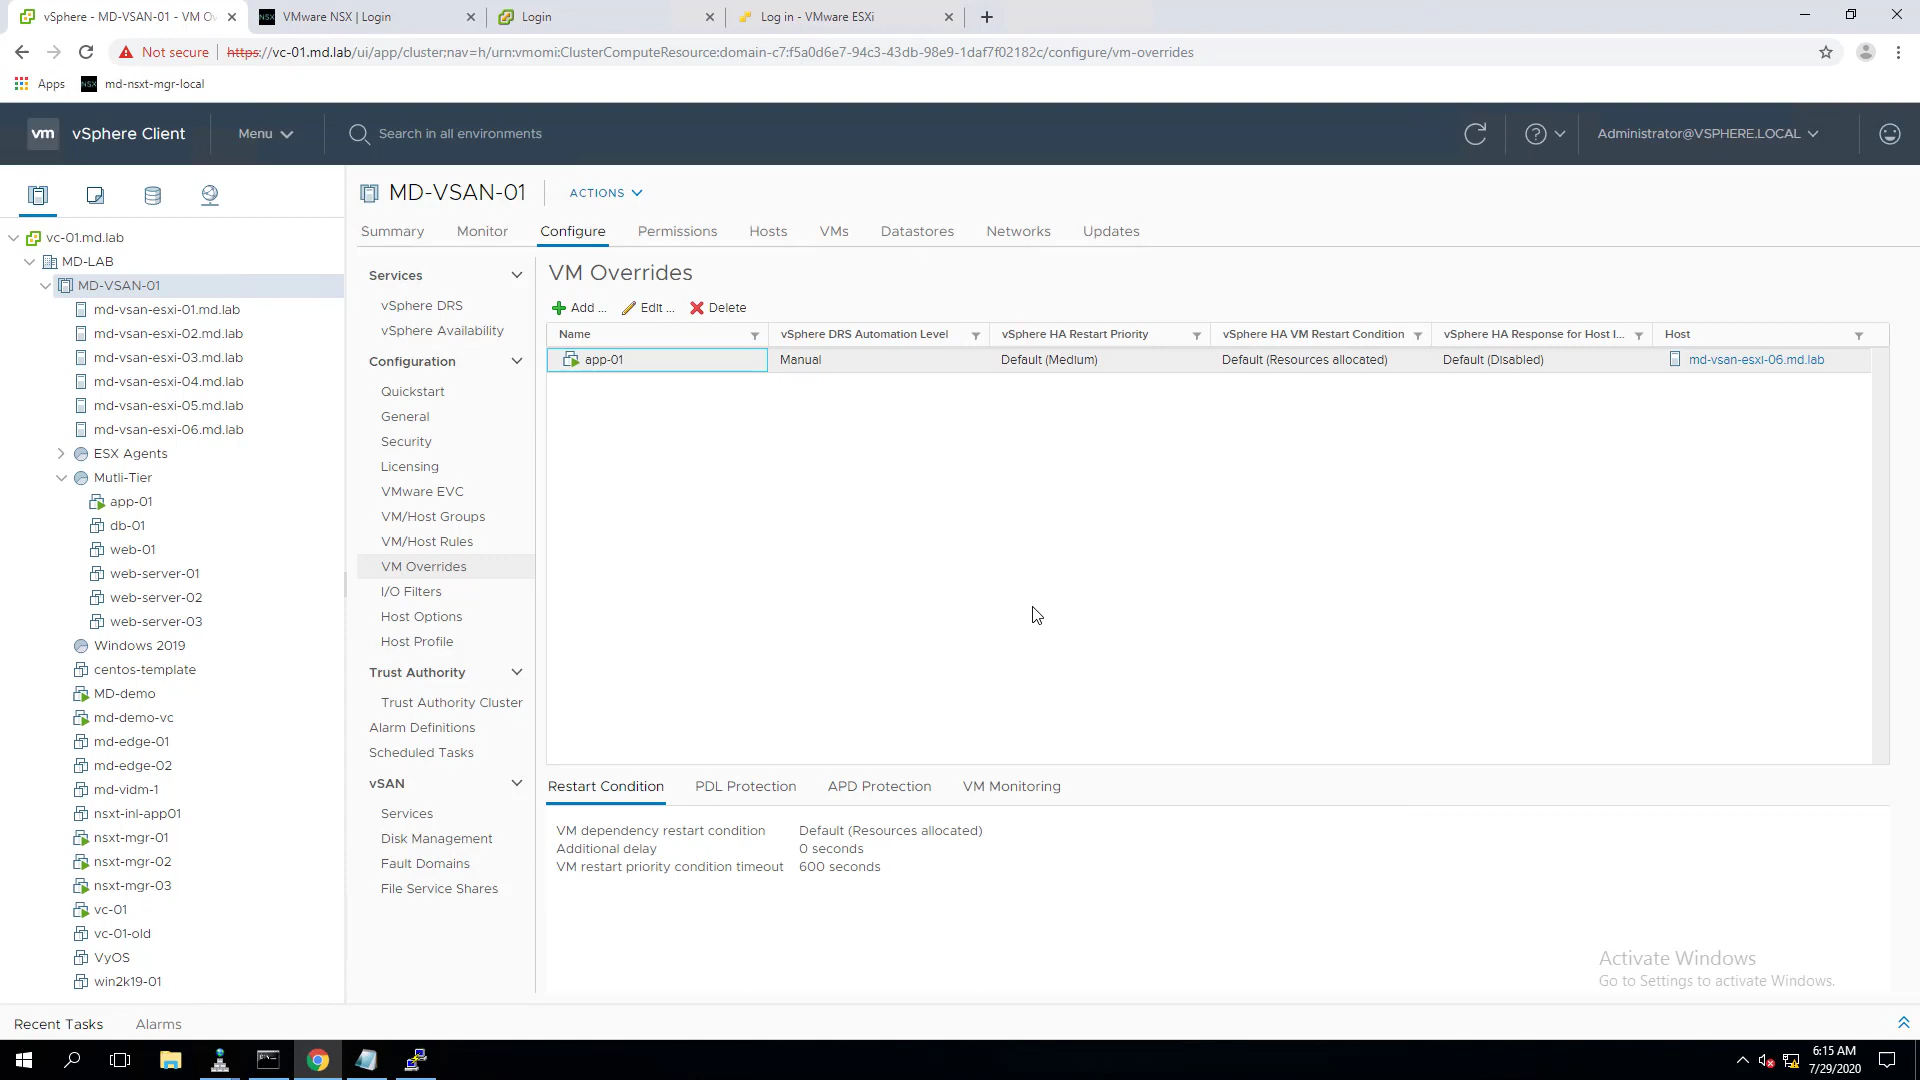 vSphere - MD-VSAN-01 - VM Ov
VMware NSX | Login
Login
Log in - VMware ESXi
Not secure
https://vc-01.md.lab/ui/app/cluster;nav=h/urn:vmomi:ClusterComputeResource:domain-c7:f5a0d6e7-94c3-43db-98e9-1daf7f02182c/configure/vm-overrides
Apps
NSX md-nsxt-mgr-local
vm vSphere Client
Menu
Search in all environments
Administrator@VSPHERE.LOCAL
vc-01.md.lab
MD-LAB
MD-VSAN-01
md-vsan-esxi-01.md.lab
md-vsan-esxi-02.md.lab
md-vsan-esxi-03.md.lab
md-vsan-esxi-04.md.lab
md-vsan-esxi-05.md.lab
md-vsan-esxi-06.md.lab
ESX Agents
Mutli-Tier
app-01
db-01
web-01
web-server-01
web-server-02
web-server-03
Windows 2019
centos-template
MD-demo
md-demo-vc
md-edge-01
md-edge-02
md-vidm-1
nsxt-inl-app01
nsxt-mgr-01
nsxt-mgr-02
nsxt-mgr-03
vc-01
vc-01-old
VyOS
win2k19-01
MD-VSAN-01
ACTIONS
Summary Monitor Configure Permissions Hosts VMs Datastores Networks Updates
Services
vSphere DRS
vSphere Availability
Configuration
Quickstart
General
Security
Licensing
VMware EVC
VM/Host Groups
VM/Host Rules
VM Overrides
I/O Filters
Host Options
Host Profile
Trust Authority
Trust Authority Cluster
Alarm Definitions
Scheduled Tasks
vSAN
Services
Disk Management
Fault Domains
File Service Shares
VM Overrides
Add ... Edit ... Delete
Name vSphere DRS Automation Level vSphere HA Restart Priority vSphere HA VM Restart Condition vSphere HA Response for Host I... Host
app-01 Manual Default (Medium) Default (Resources allocated) Default (Disabled) md-vsan-esxi-06.md.lab
Restart Condition PDL Protection APD Protection VM Monitoring
VM dependency restart condition Default (Resources allocated)
Additional delay 0 seconds
VM restart priority condition timeout 600 seconds
Activate Windows
Go to Settings to activate Windows.
Recent Tasks Alarms
6:15 AM
7/29/2020